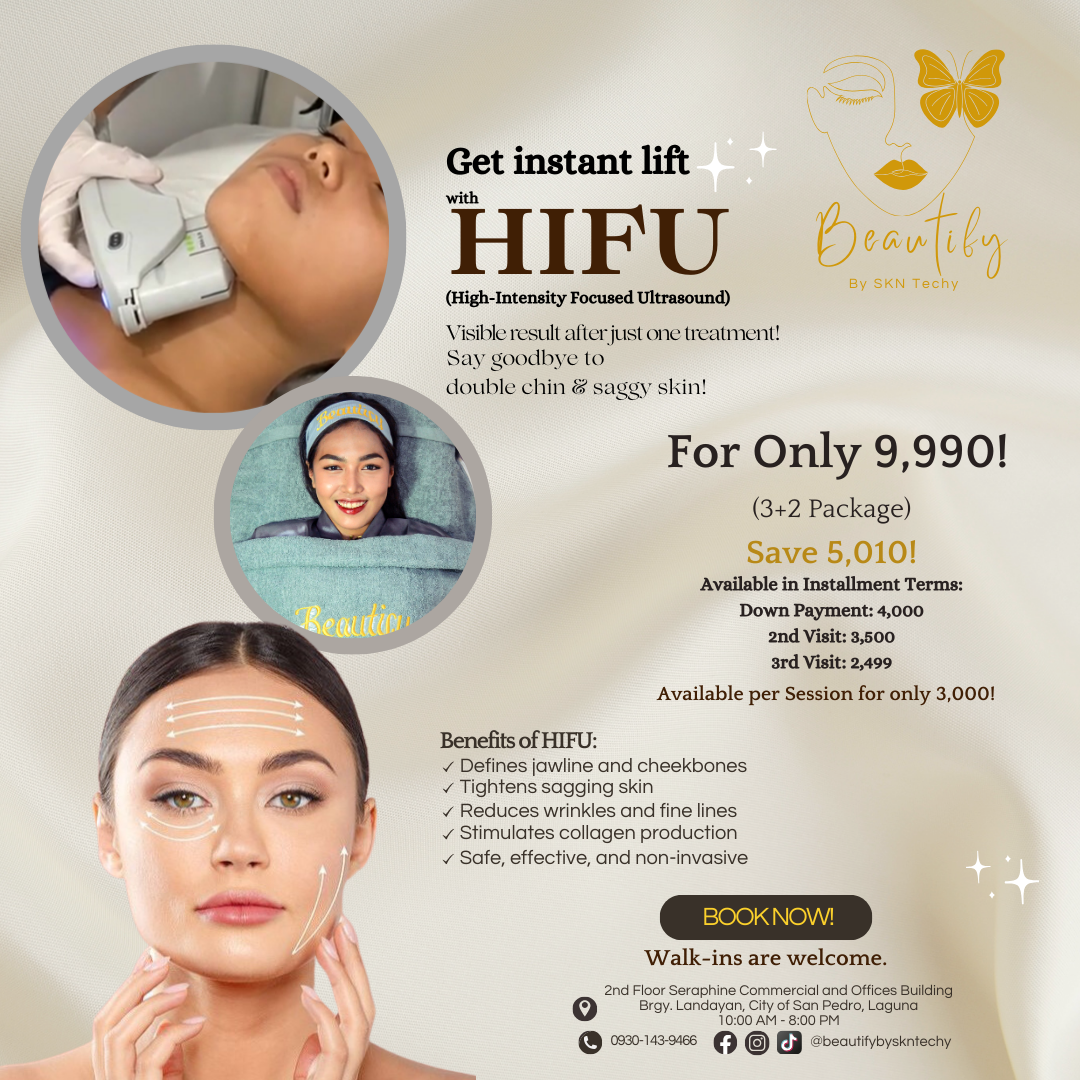 Get instant lift
with
HIFU
(High-Intensity Focused Ultrasound)
Visible result after just one treatment!
Say goodbye to
double chin & saggy skin!
Beautify
By SKN Techy
Beautify
Beautify
For Only 9,990!
(3+2 Package)
Save 5,010!
Available in Installment Terms:
Down Payment: 4,000
2nd Visit: 3,500
3rd Visit: 2,499
Available per Session for only 3,000!
Benefits of HIFU:
✓ Defines jawline and cheekbones
✓ Tightens sagging skin
✓ Reduces wrinkles and fine lines
✓ Stimulates collagen production
✓ Safe, effective, and non-invasive
BOOK NOW!
Walk-ins are welcome.
2nd Floor Seraphine Commercial and Offices Building
Brgy. Landayan, City of San Pedro, Laguna
10:00 AM - 8:00 PM
0930-143-9466 @beautifybyskntechy